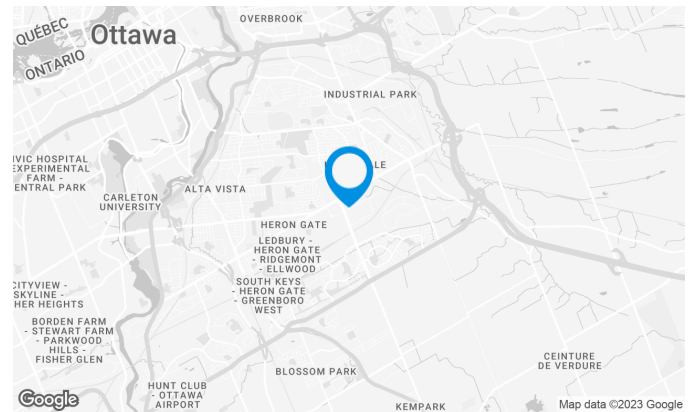 OVERBROOK
QUÉBEC
Ottawa
ONTARIO
INDUSTRIAL PARK
CIVIC HOSPITAL
EXPERIMENTAL
FARM -
CENTRAL PARK
CARLETON
UNIVERSITY
ALTA VISTA
HERON GATE
LEDBURY -
HERON GATE
- RIDGEMONT
- ELLWOOD
SOUTH KEYS
- HERON GATE
- GREENBORO
WEST
CITYVIEW -
SKYLINE -
HER HEIGHTS
BORDEN FARM
- STEWART FARM
- PARKWOOD
HILLS -
FISHER GLEN
BLOSSOM PARK
CEINTURE
DE VERDURE
HUNT CLUB
- OTTAWA
AIRPORT
KEMPARK
Google
Map data ©2023 Google